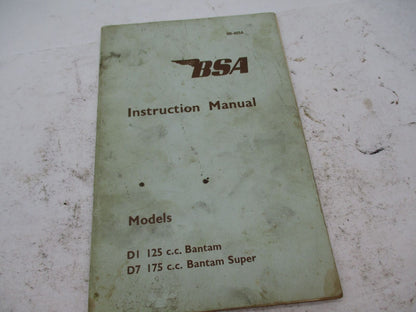 BSA
Instruction Manual
Models
D1 125 c.c. Bantam
D7 175 c.c. Bantam Super